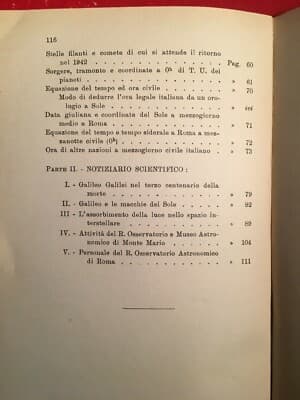 116
Stelle filanti e comete di cui si attende il ritorno
nel 1942 . . . . . . . . . . . Pag. 60
Sorgere, tramonto e coordinate a 0h di T. U. dei
pianeti . . . . . . . . . . . . » 61
Equazione del tempo ed ora civile . . . . . » 70
Modo di dedurre l'ora legale italiana da un oro-
logio a Sole . . . . . . . . . . » ivi
Data giuliana e coordinate del Sole a mezzogiorno
medio a Roma . . . . . . . . . » 71
Equazione del tempo e tempo siderale a Roma a mez-
zanotte civile (0h) . . . . . . . . » 72
Ora di altre nazioni a mezzogiorno civile italiano . » 73
PARTE II. - NOTIZIARIO SCIENTIFICO :
I. - Galileo Galilei nel terzo centenario della
morte . . . . . . . . . . » 79
II. - Galileo e le macchie del Sole . . . . » 82
III - L'assorbimento della luce nello spazio in-
terstellare . . . . . . . . . » 89
IV. - Attività del R. Osservatorio e Museo Astro-
nomico di Monte Mario . . . . . » 104
V. - Personale del R. Osservatorio Astronomico
di Roma . . . . . . . . . » 111